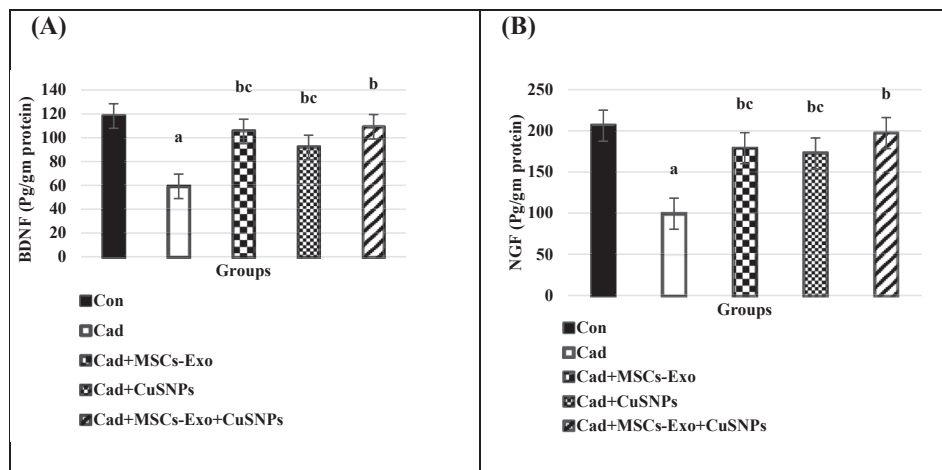 (A)
BDNF (Pg/gm protein)
140
120
100
80
60
40
20
0
a
bc
bc
b
Groups
Con
Cad
Cad+MSCs-Exo
Cad+CuSNPs
Cad+MSCs-Exo+CuSNPs
(B)
NGF (Pg/gm protein)
250
200
150
100
50
0
a
bc
bc
b
Groups
Con
Cad
Cad+MSCs-Exo
Cad+CuSNPs
Cad+MSCs-Exo+CuSNPs